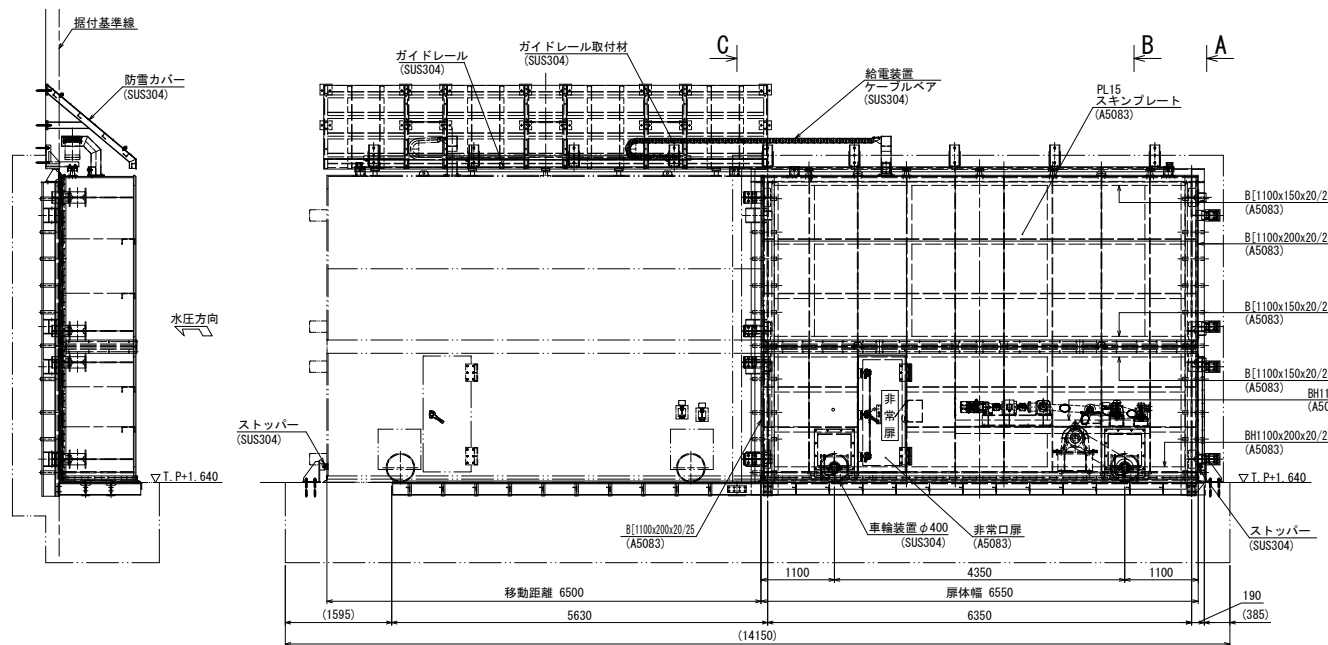 据付基準線
防雪カバー
(SUS304)
水圧方向
T.P+1.640
ガイドレール
(SUS304)
ガイドレール取付材
(SUS304)
C
給電装置
ケーブルベア
(SUS304)
B
A
PL15
スキンプレート
(A5083)
B[1100x150x20/2
(A5083)
B[1100x200x20/2
(A5083)
B[1100x150x20/2
(A5083)
B[1100x150x20/2
(A5083)
BH11
(A50
BH1100x200x20/2
(A5083)
非常扉
ストッパー
(SUS304)
T.P+1.640
B[1100x200x20/25
(A5083)
車輪装置φ400
(SUS304)
非常口扉
(A5083)
ストッパー
(SUS304)
1100
4350
1100
移動距離 6500
扉体幅 6550
190
(1595)
5630
6350
(385)
(14150)